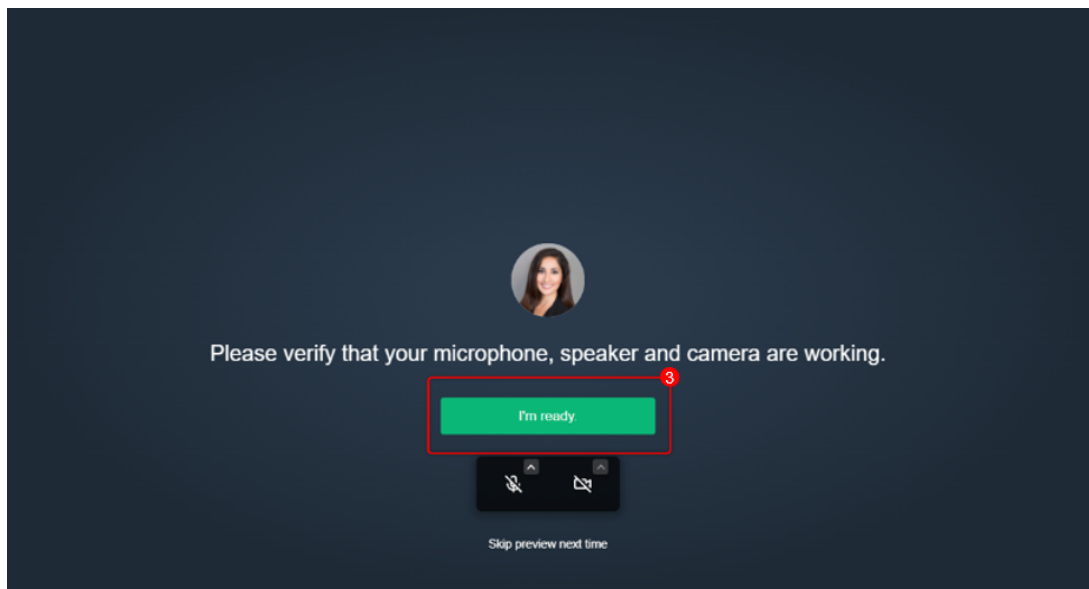 Please verify that your microphone, speaker and camera are working.
3
I'm ready.
Skip preview next time